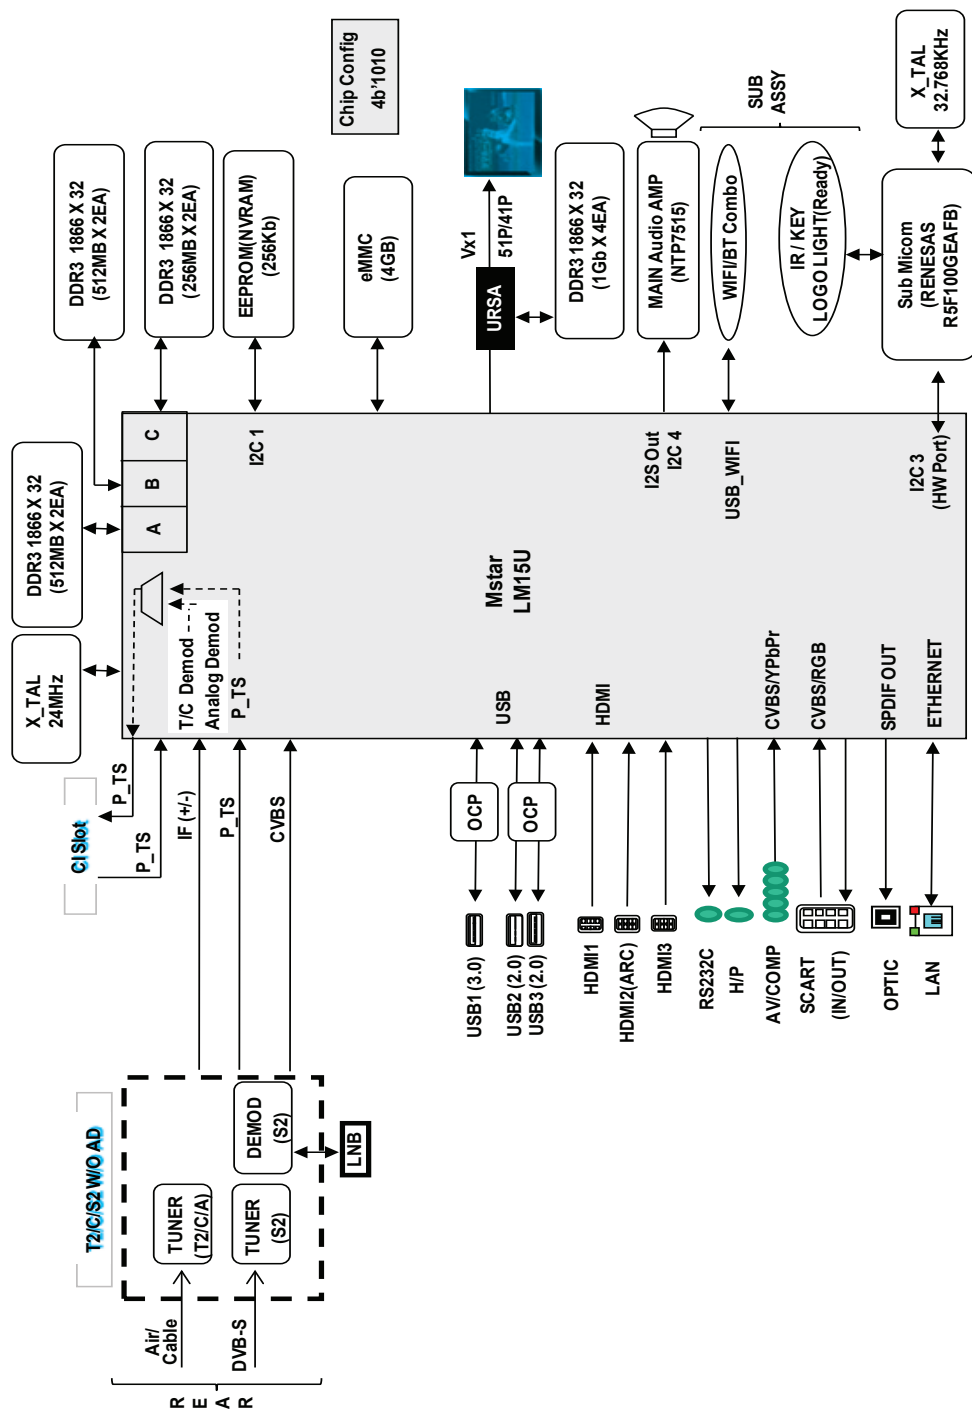 REAR
Air/
Cable
DVB-S
T2/C/S2 W/O AD
TUNER
(T2/C/A)
TUNER
(S2)
DEMOD
(S2)
LNB
CI Slot
P_TS
P_TS
IF (+/-)
P_TS
CVBS
USB1 (3.0)
USB2 (2.0)
USB3 (2.0)
OCP
OCP
HDMI1
HDMI2(ARC)
HDMI3
RS232C
H/P
AV/COMP
SCART
(IN/OUT)
OPTIC
LAN
X_TAL
24MHz
DDR3 1866 X 32
(512MB X 2EA)
T/C Demod
Analog Demod
P_TS
A
B
C
USB
HDMI
CVBS/YPbPr
CVBS/RGB
SPDIF OUT
ETHERNET
Mstar
LM15U
I2C 1
I2S Out
I2C 4
USB_WIFI
I2C 3
(HW Port)
DDR3 1866 X 32
(512MB X 2EA)
DDR3 1866 X 32
(256MB X 2EA)
EEPROM(NVRAM)
(256Kb)
eMMC
(4GB)
Chip Config
4b'1010
URSA
Vx1
51P/41P
DDR3 1866 X 32
(1Gb X 4EA)
MAIN Audio AMP
(NTP7515)
WIFI/BT Combo
IR / KEY
LOGO LIGHT(Ready)
SUB
ASSY
Sub Micom
(RENESAS
R5F100GEAFB)
X_TAL
32.768KHz